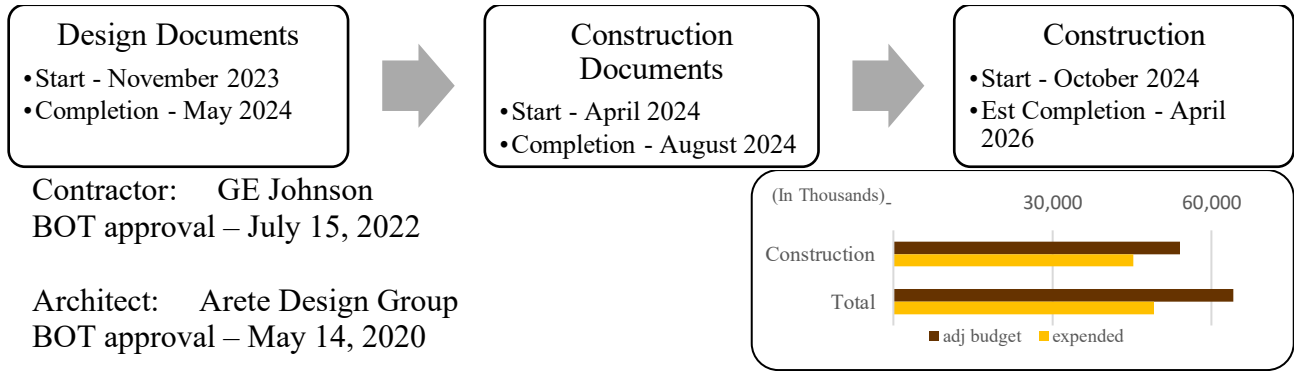 Design Documents
•Start - November 2023
•Completion - May 2024
Construction
Documents
•Start - April 2024
•Completion - August 2024
Construction
•Start - October 2024
•Est Completion - April
2026
Contractor: GE Johnson
BOT approval – July 15, 2022
Architect: Arete Design Group
BOT approval – May 14, 2020
(In Thousands) - 30,000 60,000
Construction
Total
adj budget expended